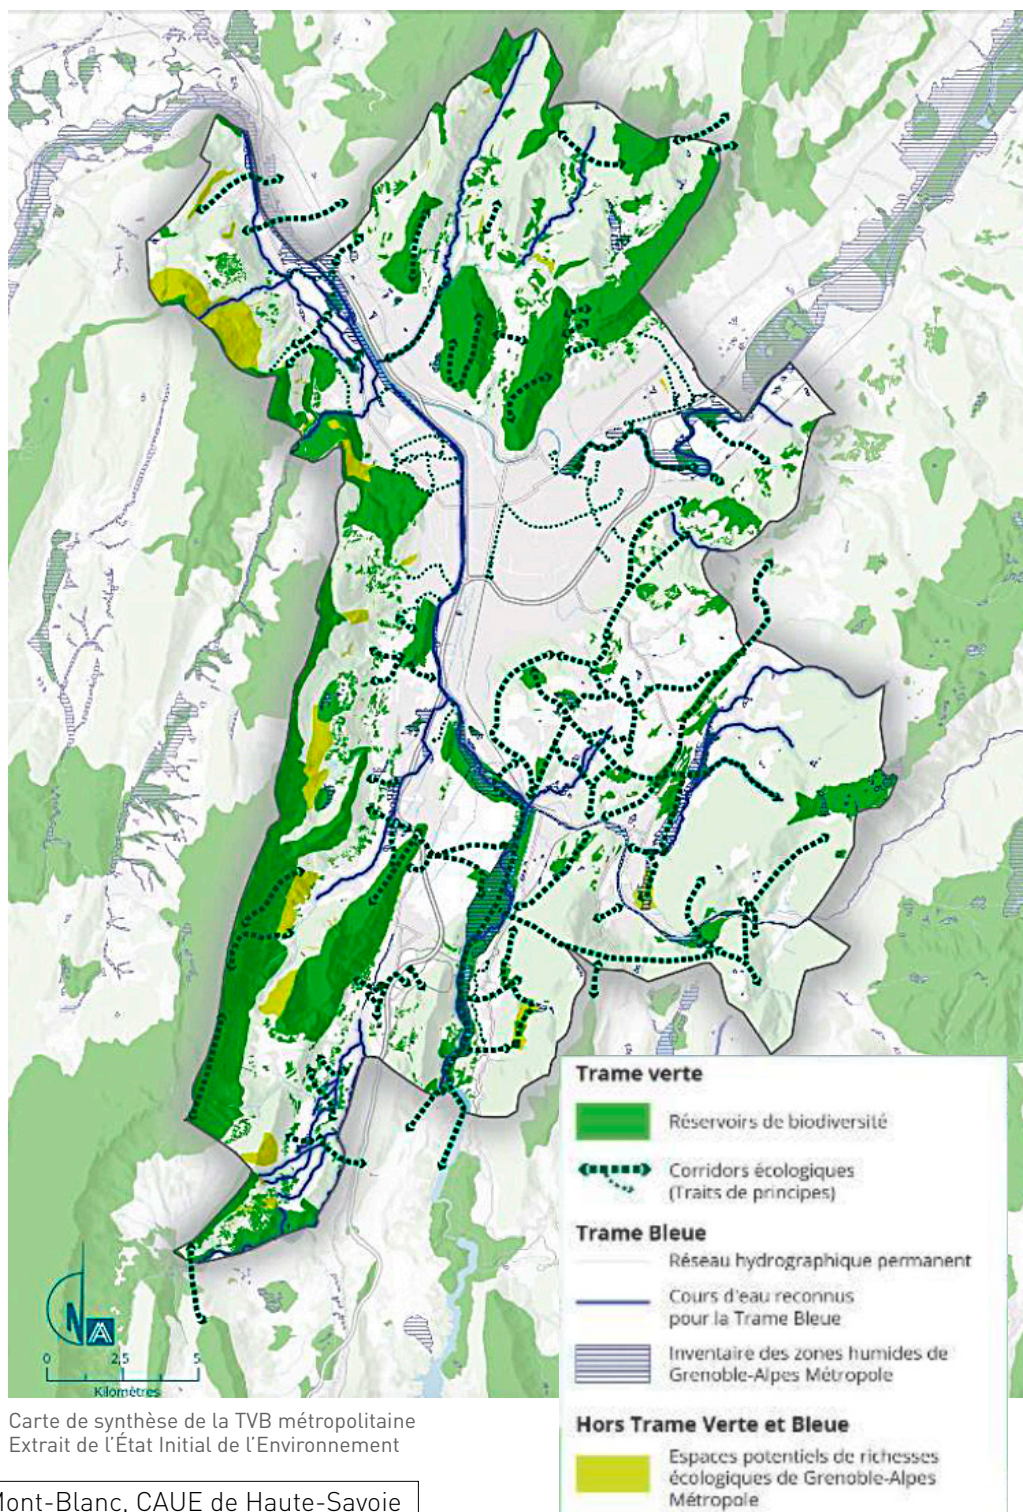 Trame verte
Réservoirs de biodiversité
Corridors écologiques
(Traits de principes)
Trame Bleue
Réseau hydrographique permanent
Cours d'eau reconnus
pour la Trame Bleue
Inventaire des zones humides de
Grenoble-Alpes Métropole
Hors Trame Verte et Bleue
Espaces potentiels de richesses
écologiques de Grenoble-Alpes
Métropole
N
0 2,5 5
Kilomètres
Carte de synthèse de la TVB métropolitaine
Extrait de l'État Initial de l'Environnement
Mont-Blanc, CAUE de Haute-Savoie